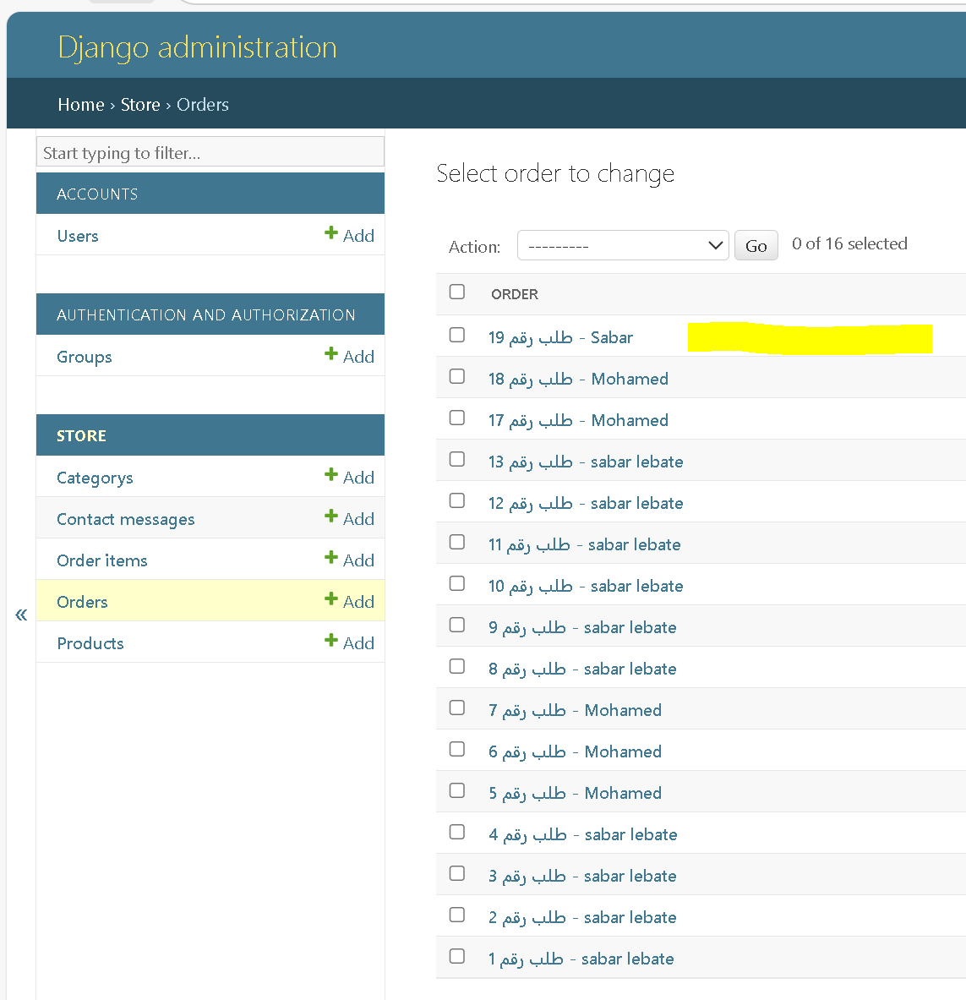 Django administration
Home › Store › Orders
Start typing to filter...
ACCOUNTS
Users
Add
AUTHENTICATION AND AUTHORIZATION
Groups
Add
STORE
Categorys
Add
Contact messages
Add
Order items
Add
Orders
Add
Products
Add
«
Select order to change
Action: --------- Go 0 of 16 selected
ORDER
19 طلب رقم - Sabar
18 طلب رقم - Mohamed
17 طلب رقم - Mohamed
13 طلب رقم - sabar lebate
12 طلب رقم - sabar lebate
11 طلب رقم - sabar lebate
10 طلب رقم - sabar lebate
9 طلب رقم - sabar lebate
8 طلب رقم - sabar lebate
7 طلب رقم - Mohamed
6 طلب رقم - Mohamed
5 طلب رقم - Mohamed
4 طلب رقم - sabar lebate
3 طلب رقم - sabar lebate
2 طلب رقم - sabar lebate
1 طلب رقم - sabar lebate